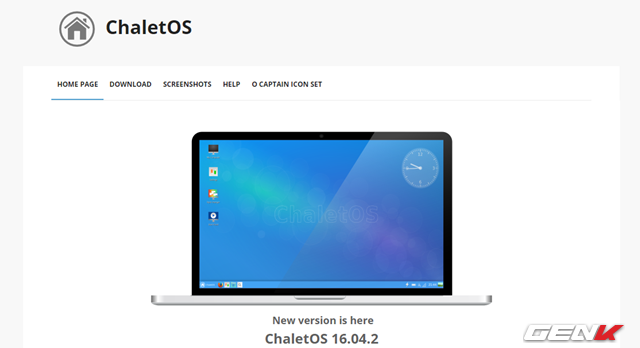 ChaletOS
HOME PAGE DOWNLOAD SCREENSHOTS HELP O CAPTAIN ICON SET
ChaletOS
New version is here
ChaletOS 16.04.2
GENK